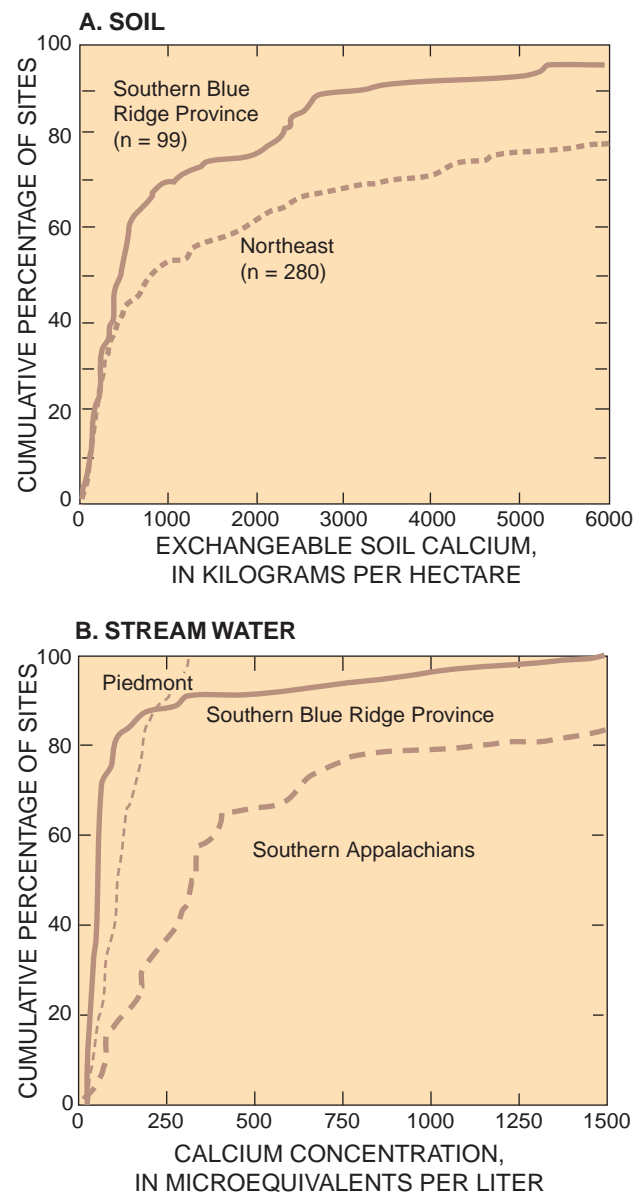 A. SOIL
100
80
60
40
20
0
CUMULATIVE PERCENTAGE OF SITES
Southern Blue
Ridge Province
(n = 99)
Northeast
(n = 280)
0 1000 2000 3000 4000 5000 6000
EXCHANGEABLE SOIL CALCIUM,
IN KILOGRAMS PER HECTARE
B. STREAM WATER
100
80
60
40
20
0
CUMULATIVE PERCENTAGE OF SITES
Piedmont
Southern Blue Ridge Province
Southern Appalachians
0 250 500 750 1000 1250 1500
CALCIUM CONCENTRATION,
IN MICROEQUIVALENTS PER LITER